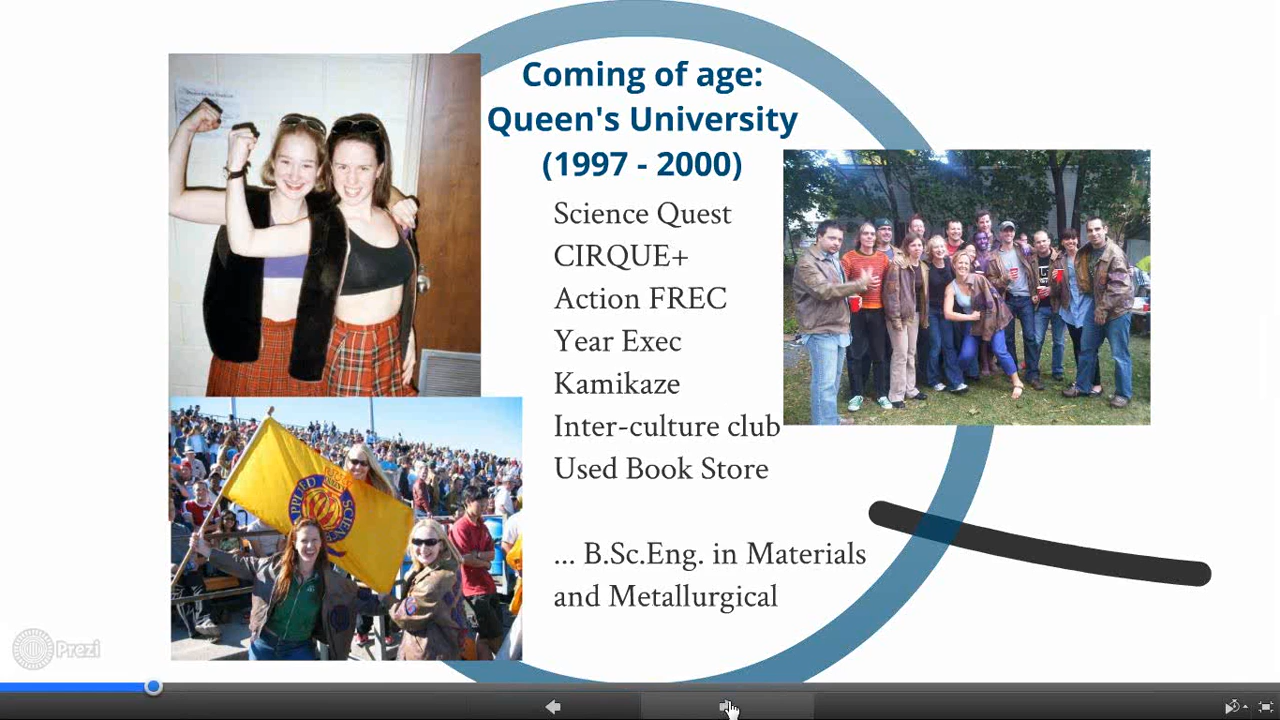 Coming of age:
Queen's University
(1997 - 2000)
Science Quest
CIRQUE+
Action FREC
Year Exec
Kamikaze
Inter-culture club
Used Book Store
... B.Sc.Eng. in Materials
and Metallurgical
SCIENCE
Prezi